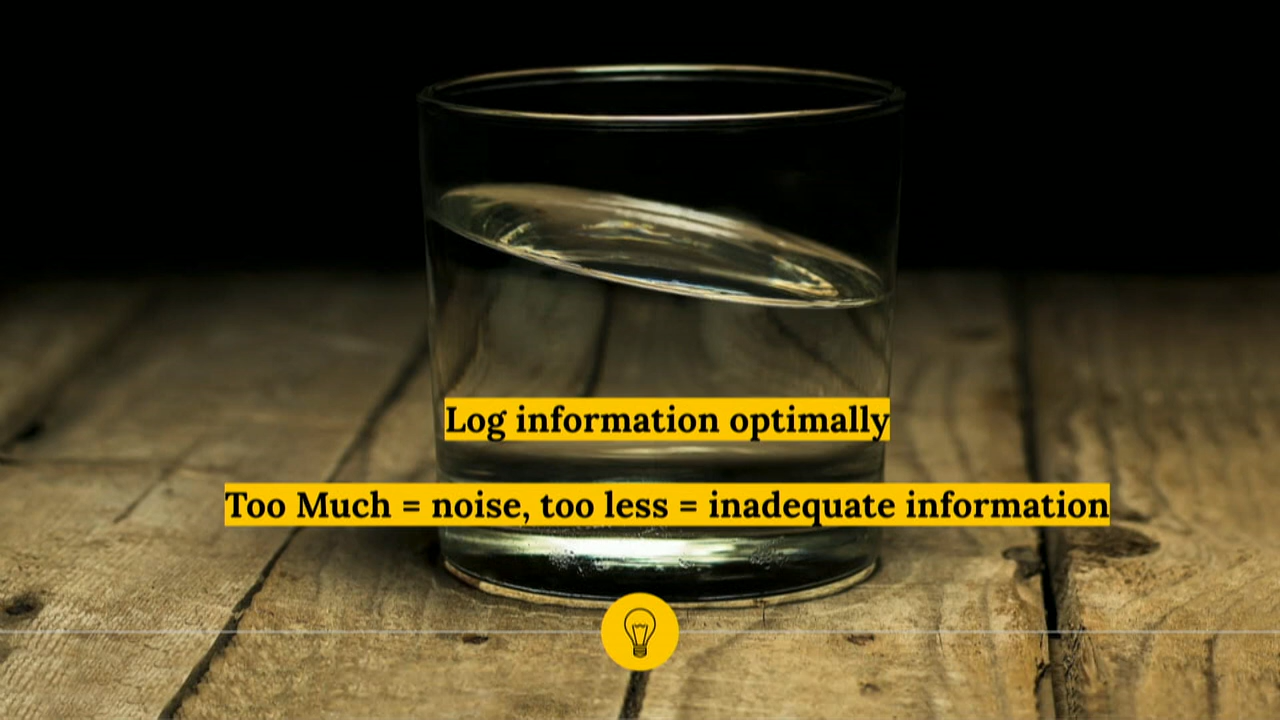 Log information optimally
Too Much = noise, too less = inadequate information